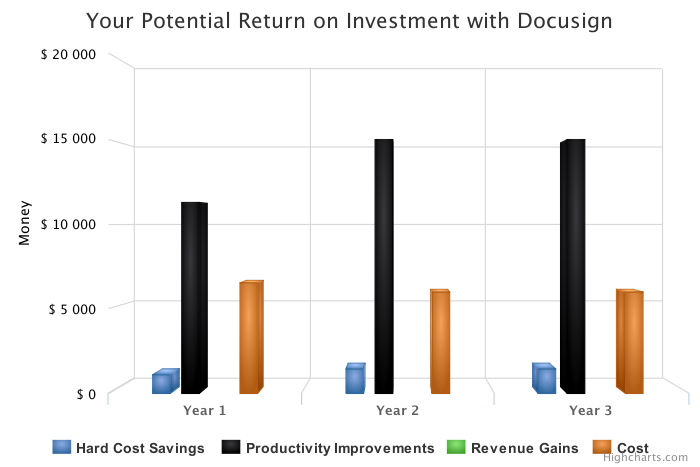 Your Potential Return on Investment with Docusign
$ 20 000
$ 15 000
$ 10 000
$ 5 000
$ 0
Money
Year 1 Year 2 Year 3
Hard Cost Savings Productivity Improvements Revenue Gains Cost
Highcharts.com